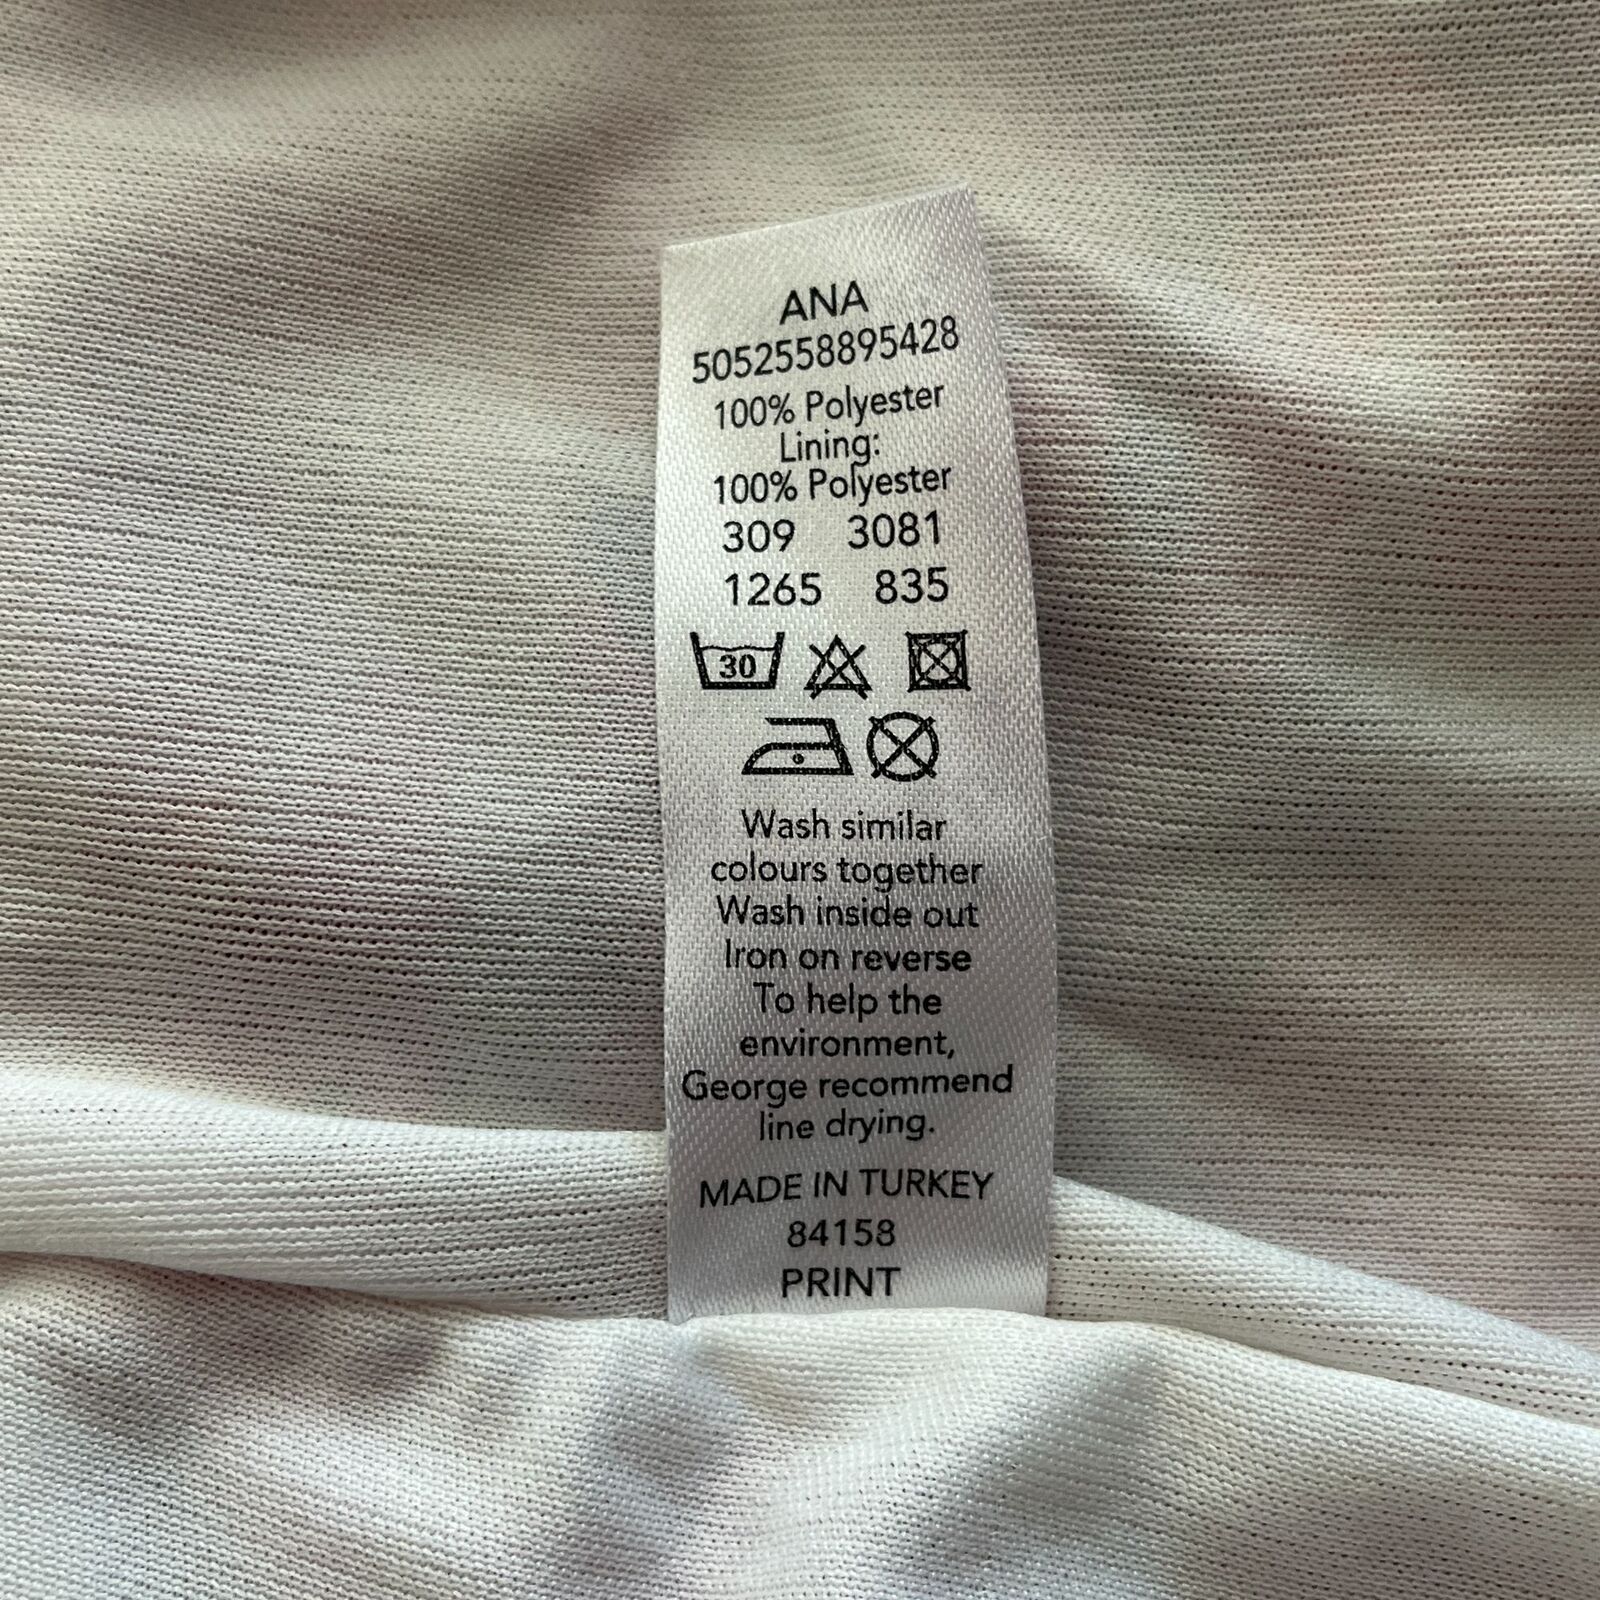 ANA
5052558895428
100% Polyester
Lining:
100% Polyester
309 3081
1265 835
30
Wash similar
colours together
Wash inside out
Iron on reverse
To help the
environment,
George recommend
line drying.
MADE IN TURKEY
84158
PRINT